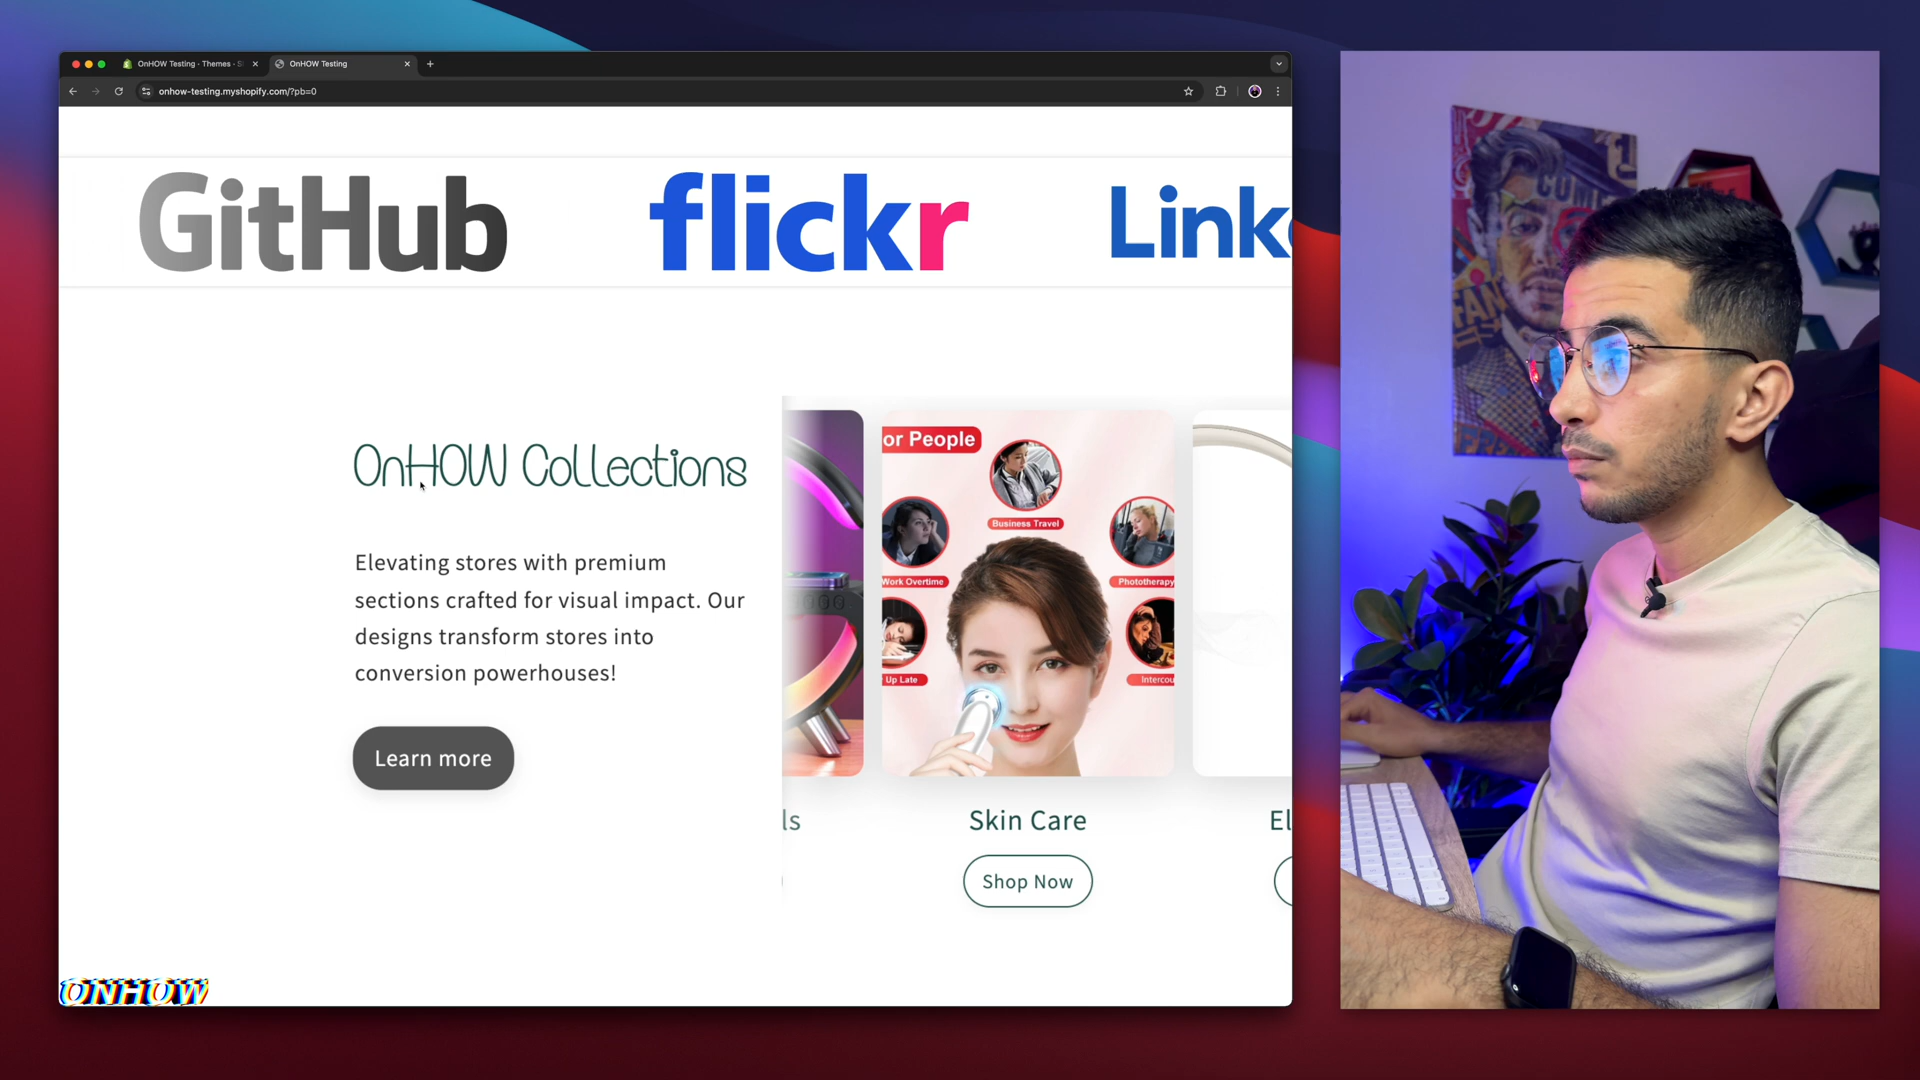 OnHOW Testing - Themes - S
OnHOW Testing
onhow-testing.myshopify.com/?pb=0
GitHub
flickr
Link
OnHOW Collections
Elevating stores with premium
sections crafted for visual impact. Our
designs transform stores into
conversion powerhouses!
Learn more
or People
Business Travel
Work Overtime
Phototherapy
Up Late
Intercou
ls
Skin Care
El
Shop Now
ONHOW
COMI
FAN